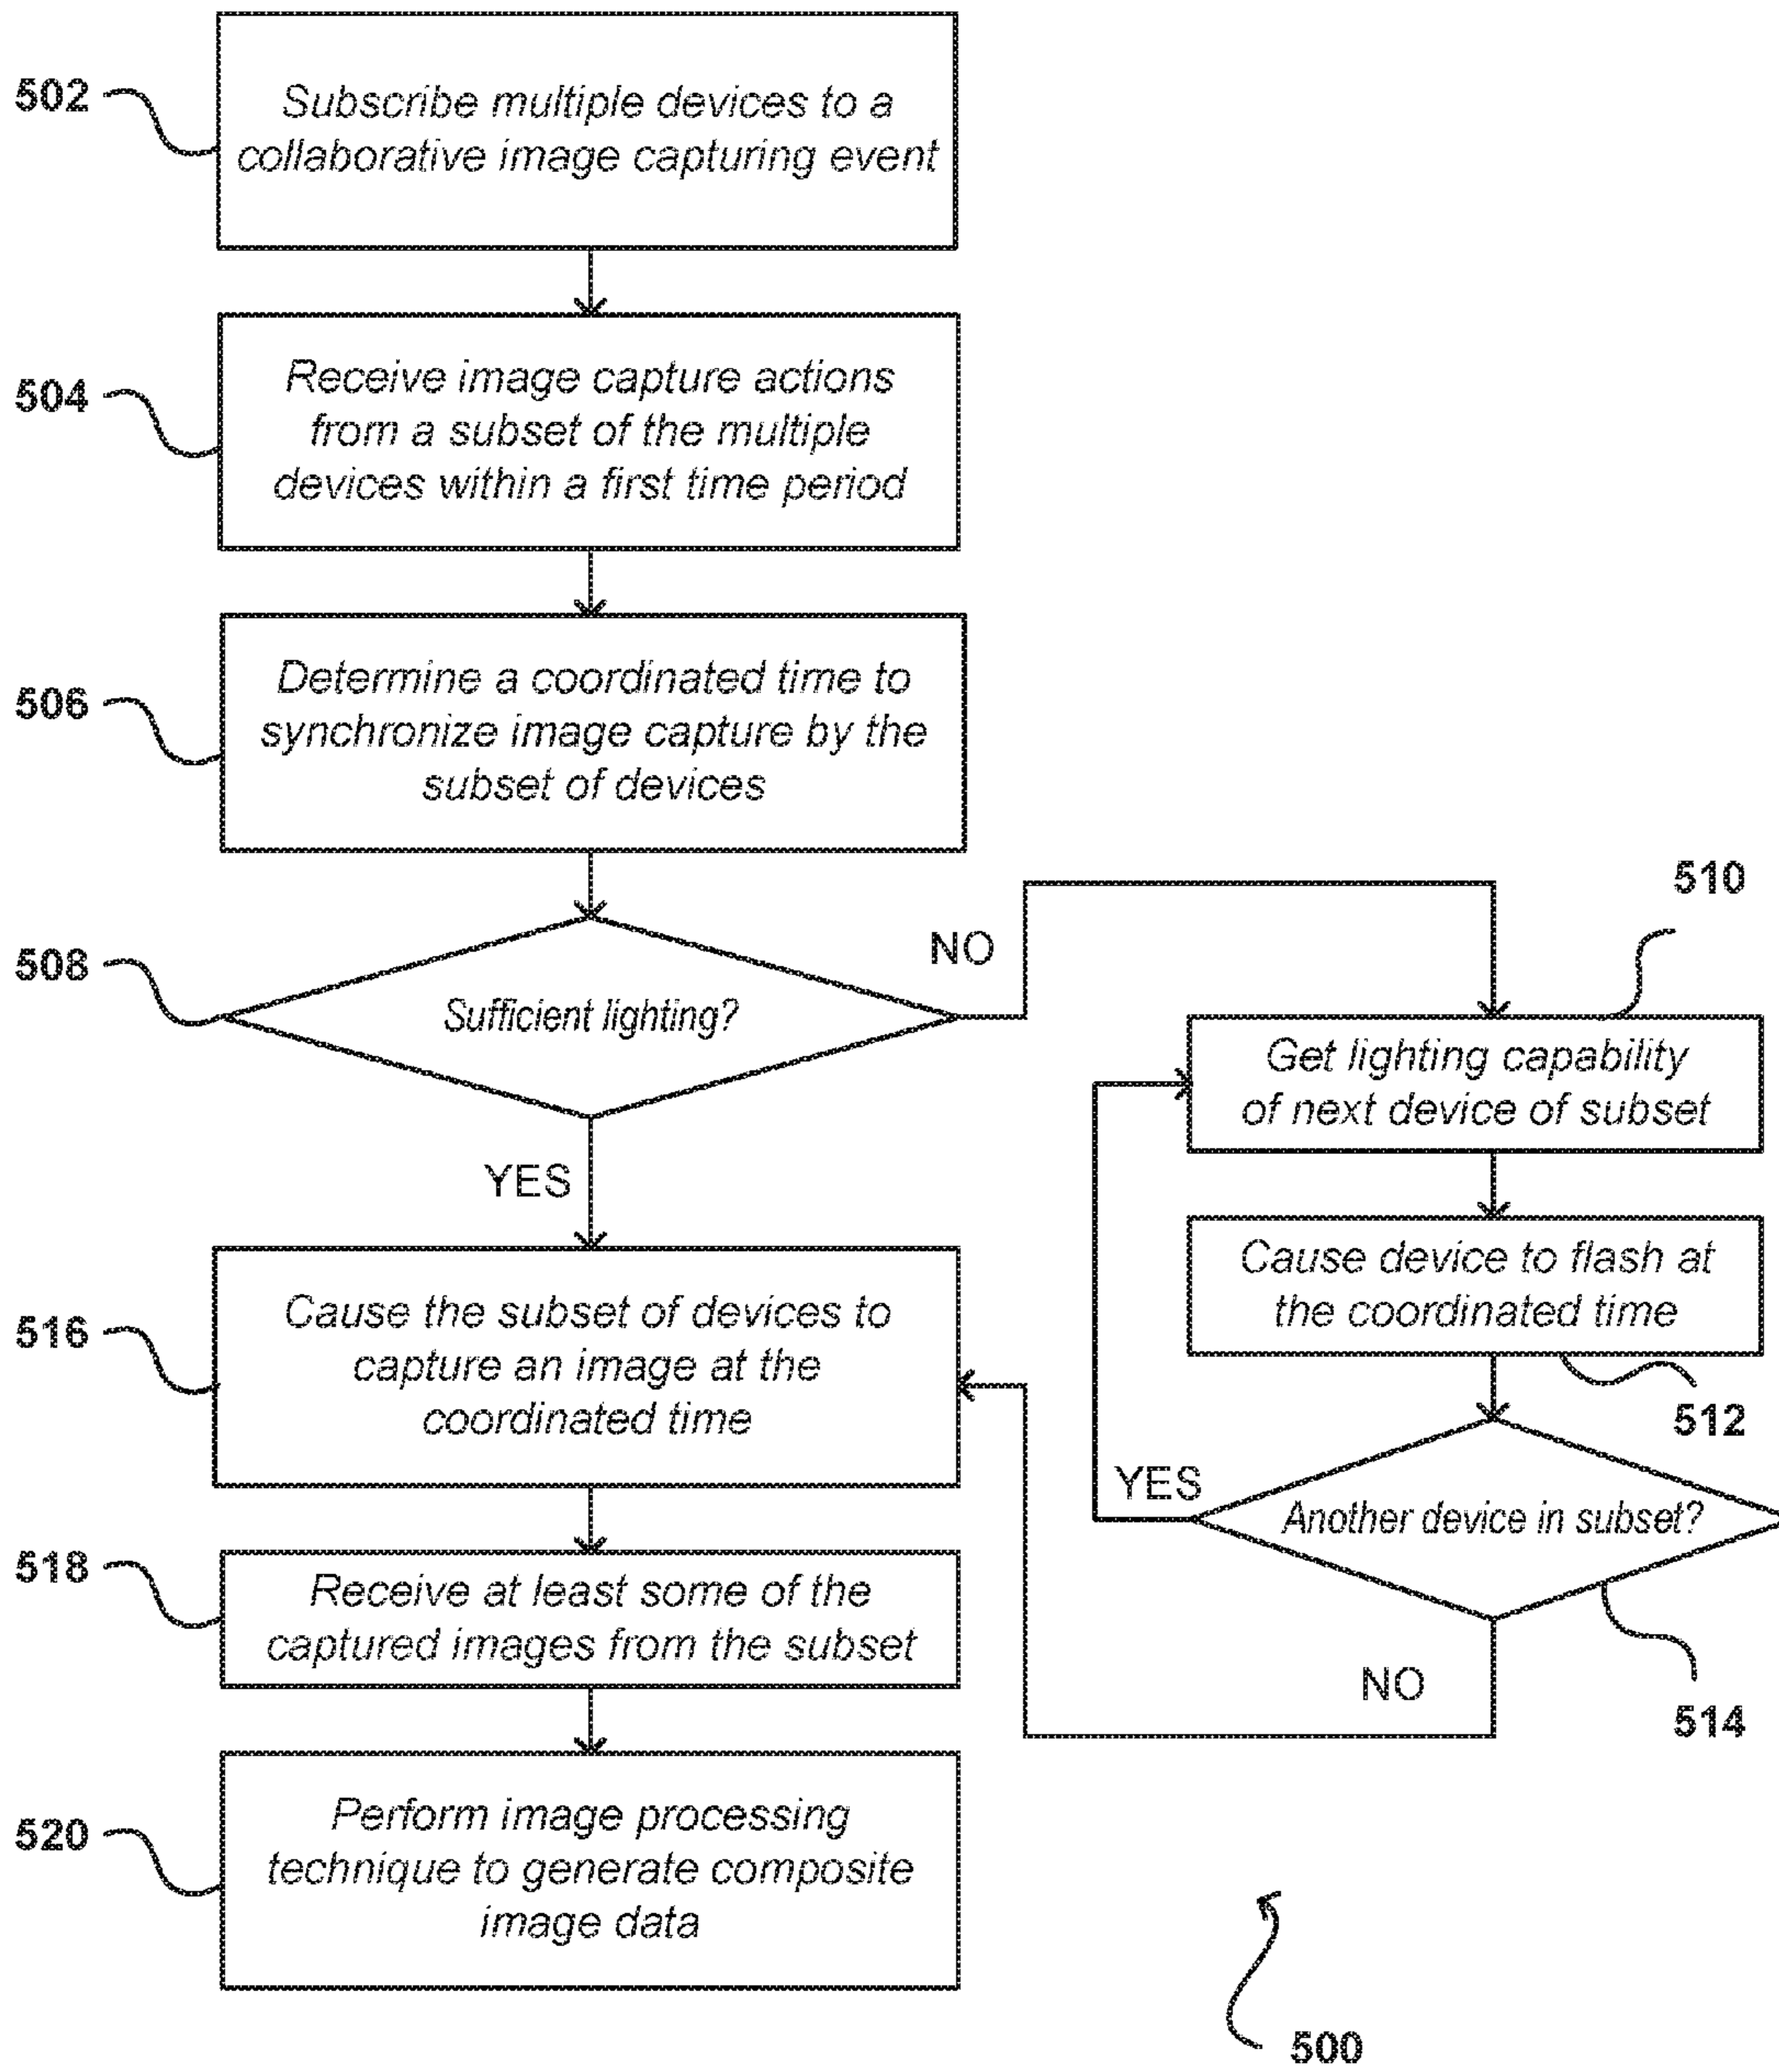 502
Subscribe multiple devices to a
collaborative image capturing event
504
Receive image capture actions
from a subset of the multiple
devices within a first time period
506
Determine a coordinated time to
synchronize image capture by the
subset of devices
508
Sufficient lighting?
NO
YES
510
Get lighting capability
of next device of subset
Cause device to flash at
the coordinated time
512
Another device in subset?
YES
NO
514
516
Cause the subset of devices to
capture an image at the
coordinated time
518
Receive at least some of the
captured images from the subset
520
Perform image processing
technique to generate composite
image data
500